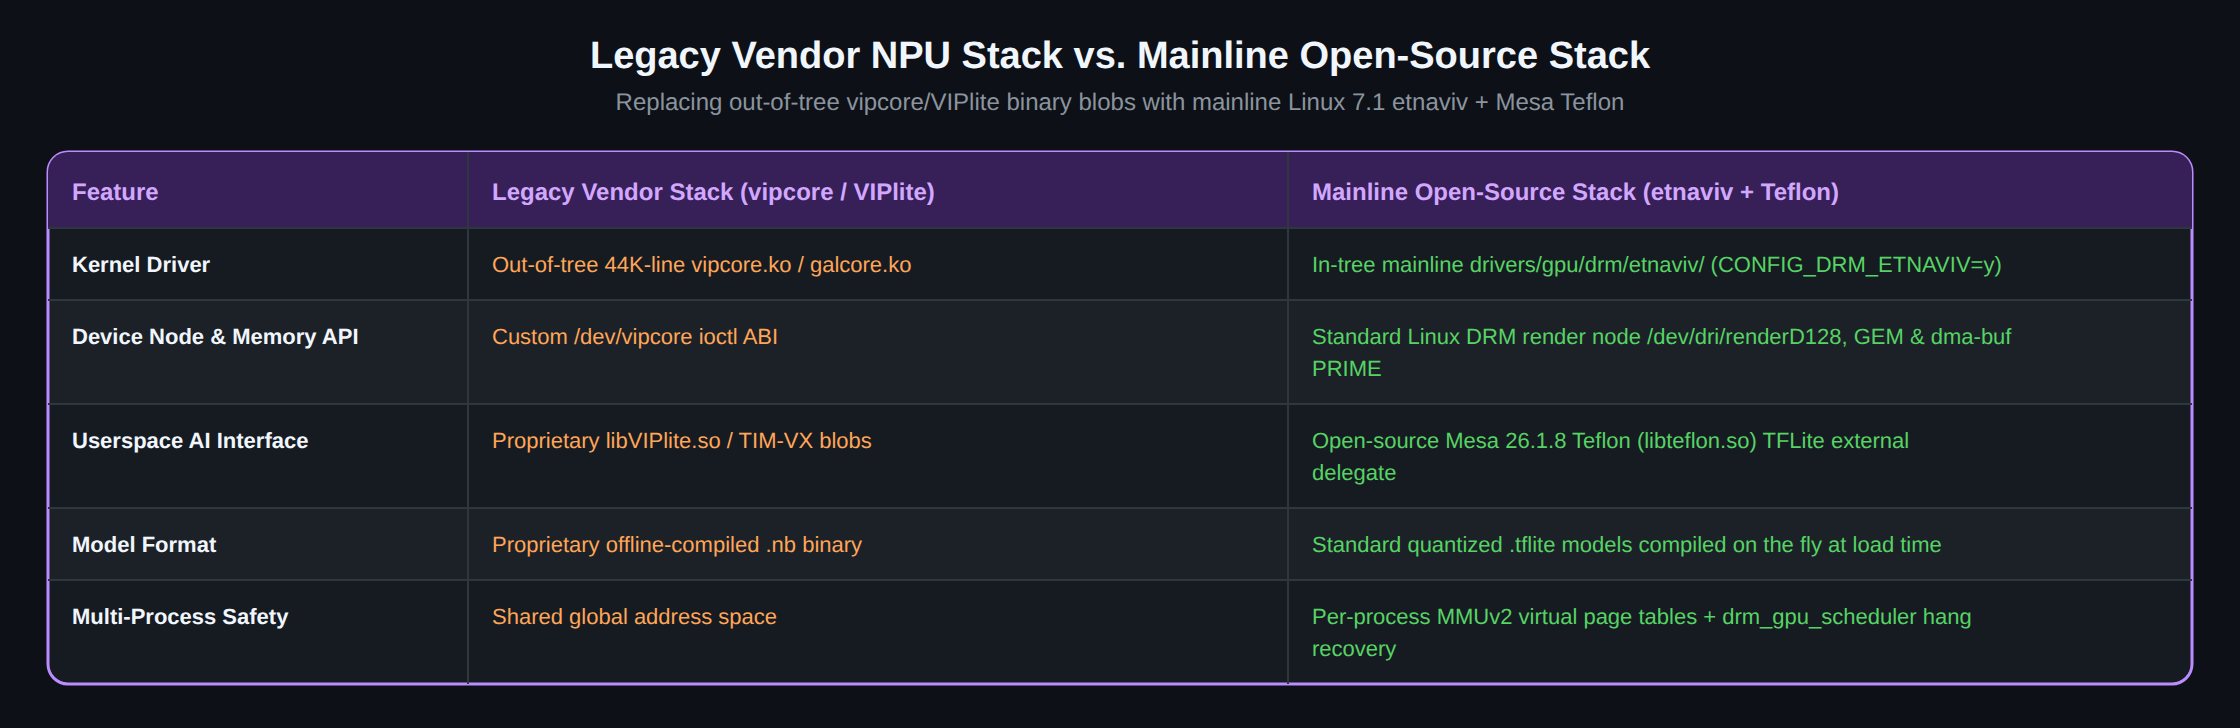 Legacy Vendor NPU Stack vs. Mainline Open-Source Stack
Replacing out-of-tree vipcore/VIPlite binary blobs with mainline Linux 7.1 etnaviv + Mesa Teflon
Feature
Legacy Vendor Stack (vipcore / VIPlite)
Mainline Open-Source Stack (etnaviv + Teflon)
Kernel Driver
Out-of-tree 44K-line vipcore.ko / galcore.ko
In-tree mainline drivers/gpu/drm/etnaviv/ (CONFIG_DRM_ETNAVIV=y)
Device Node & Memory API
Custom /dev/vipcore ioctl ABI
Standard Linux DRM render node /dev/dri/renderD128, GEM & dma-buf
PRIME
Userspace AI Interface
Proprietary libVIPlite.so / TIM-VX blobs
Open-source Mesa 26.1.8 Teflon (libteflon.so) TFLite external
delegate
Model Format
Proprietary offline-compiled .nb binary
Standard quantized .tflite models compiled on the fly at load time
Multi-Process Safety
Shared global address space
Per-process MMUv2 virtual page tables + drm_gpu_scheduler hang
recovery